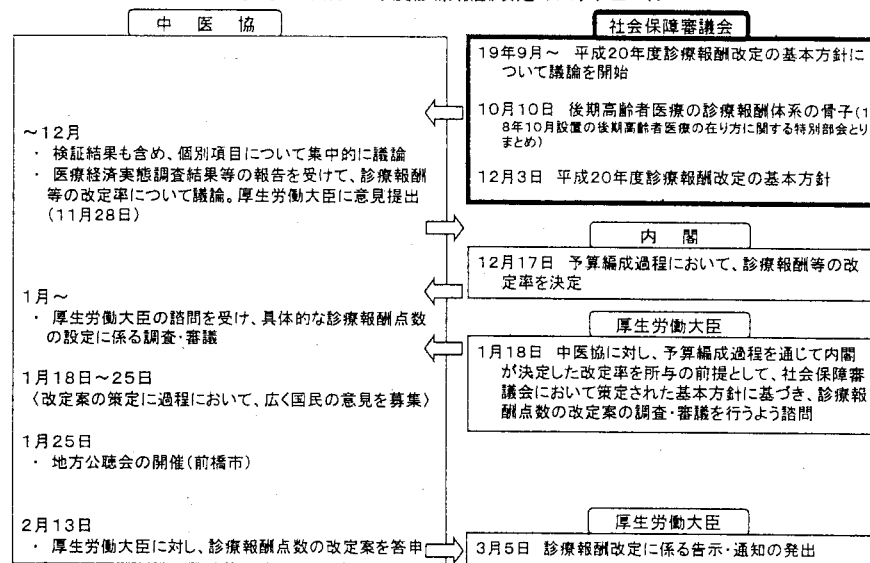 中医協
～12月
・ 検証結果も含め、個別項目について集中的に議論
・ 医療経済実態調査結果等の報告を受けて、診療報酬
等の改定率について議論。厚生労働大臣に意見提出
(11月28日)
1月～
・ 厚生労働大臣の諮問を受け、具体的な診療報酬点数
の設定に係る調査・審議
1月18日～25日
〈改定案の策定に過程において、広く国民の意見を募集〉
1月25日
・ 地方公聴会の開催(前橋市)
2月13日
・ 厚生労働大臣に対し、診療報酬点数の改定案を答申
社会保障審議会
19年9月～ 平成20年度診療報酬改定の基本方針に
ついて議論を開始
10月10日 後期高齢者医療の診療報酬体系の骨子(1
8年10月設置の後期高齢者医療の在り方に関する特別部会とり
まとめ)
12月3日 平成20年度診療報酬改定の基本方針
内閣
12月17日 予算編成過程において、診療報酬等の改
定率を決定
厚生労働大臣
1月18日 中医協に対し、予算編成過程を通じて内閣
が決定した改定率を所与の前提として、社会保障審
議会において策定された基本方針に基づき、診療報
酬点数の改定案の調査・審議を行うよう諮問
厚生労働大臣
3月5日 診療報酬改定に係る告示・通知の発出